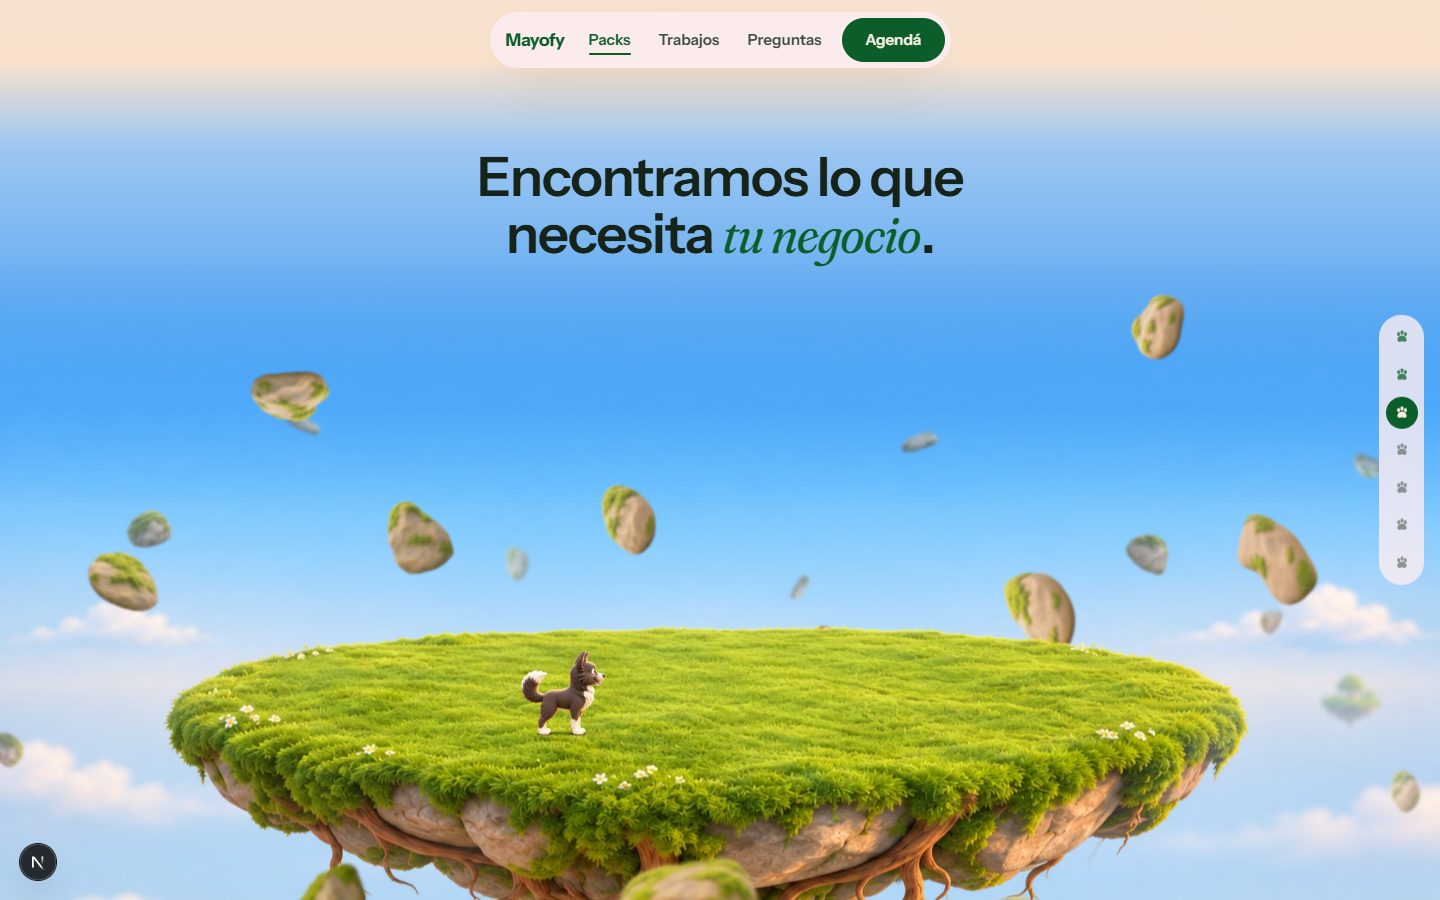 Mayofy Packs Trabajos Preguntas Agendá
Encontramos lo que
necesita tu negocio.
N